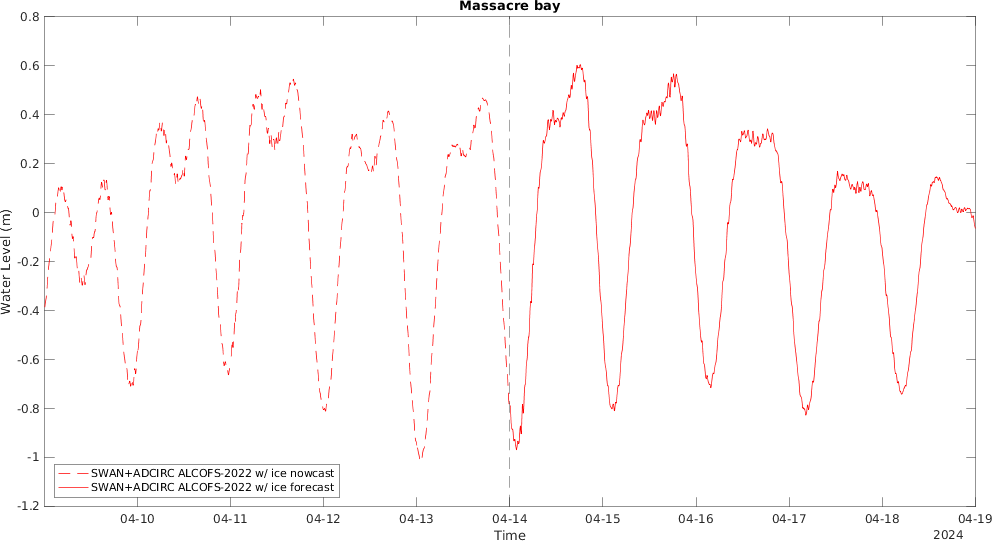 Massacre bay
0.8
0.6
0.4
0.2
0
-0.2
-0.4
-0.6
-0.8
-1
-1.2
Water Level (m)
SWAN+ADCIRC ALCOFS-2022 w/ ice nowcast
SWAN+ADCIRC ALCOFS-2022 w/ ice forecast
04-10 04-11 04-12 04-13 04-14 04-15 04-16 04-17 04-18 04-19
Time
2024